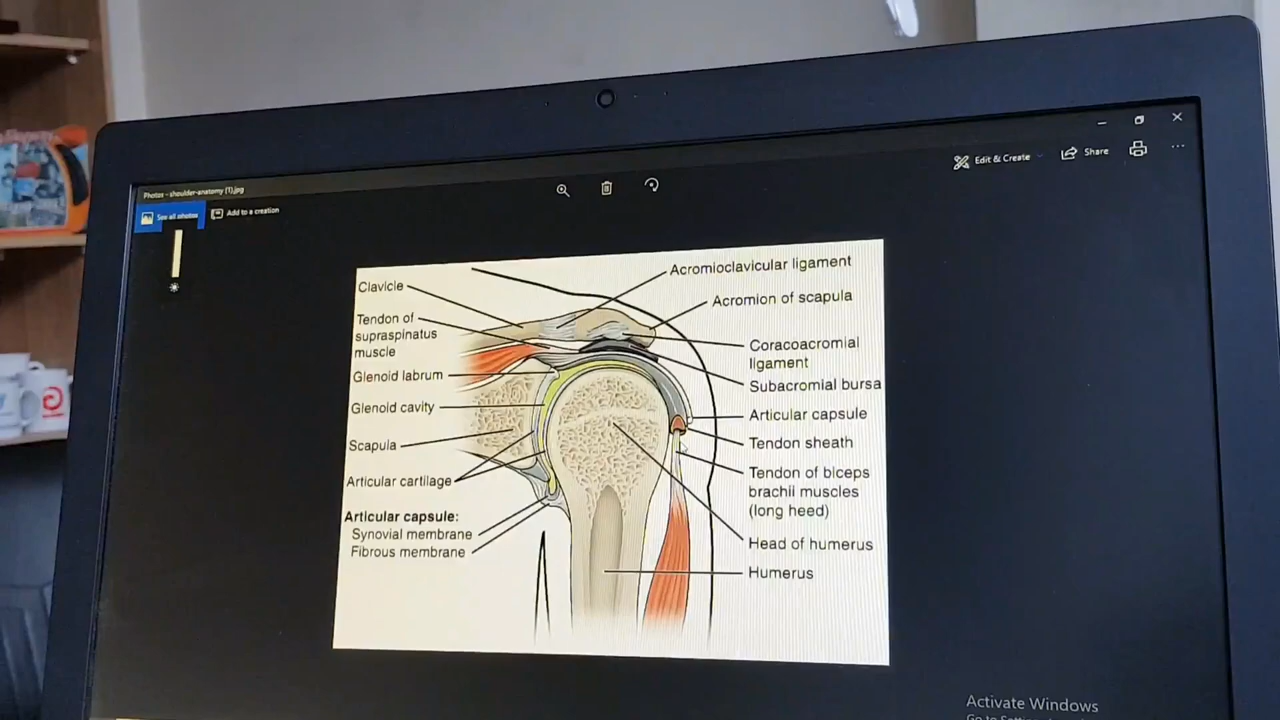 Photos - shoulder-anatomy (1).jpg
See all photos
Add to a creation
Edit & Create
Share
Clavicle
Tendon of
supraspinatus
muscle
Glenoid labrum
Glenoid cavity
Scapula
Articular cartilage
Articular capsule:
Synovial membrane
Fibrous membrane
Acromioclavicular ligament
Acromion of scapula
Coracoacromial
ligament
Subacromial bursa
Articular capsule
Tendon sheath
Tendon of biceps
brachii muscles
(long heed)
Head of humerus
Humerus
Activate Windows